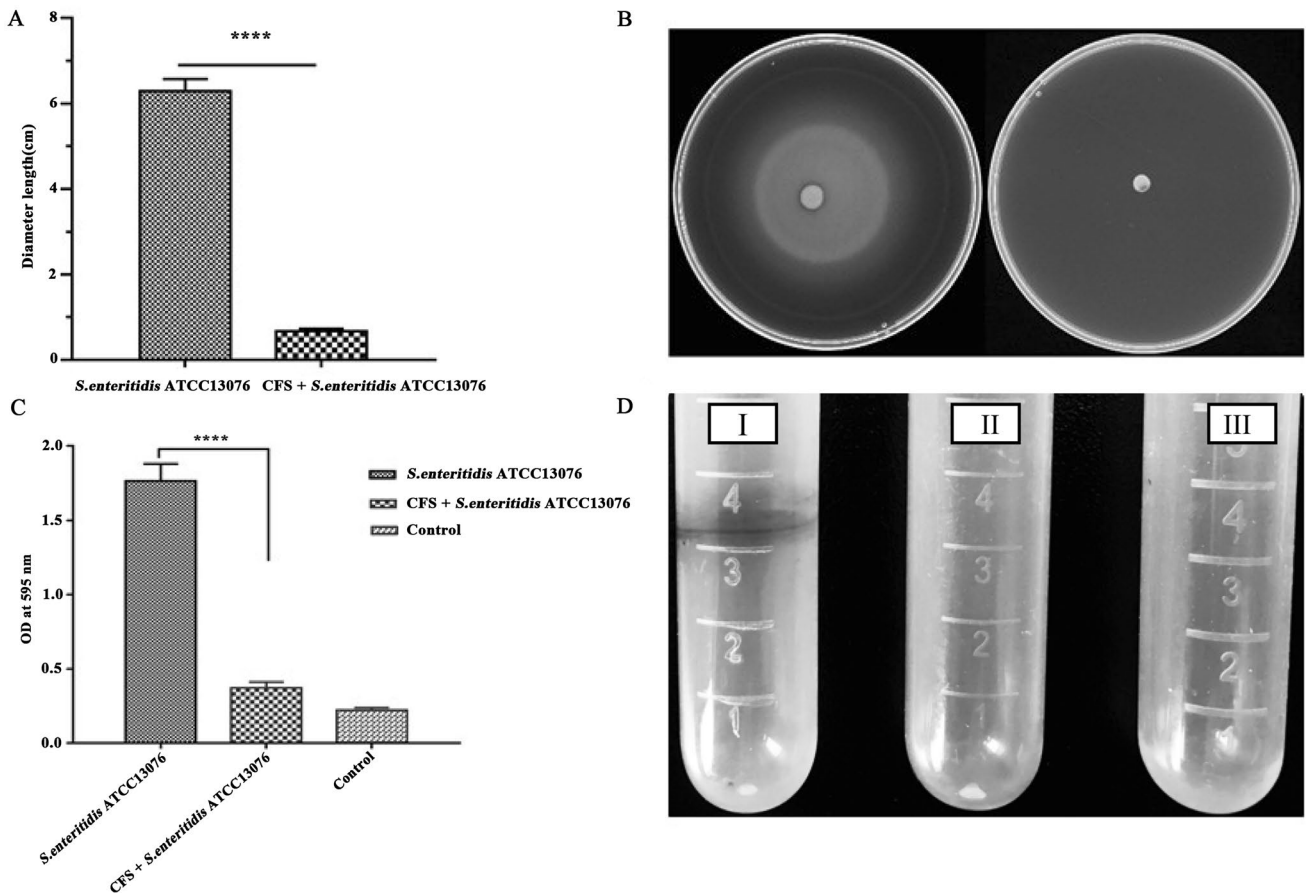 A
8
6
4
2
0
Diameter length(cm)
****
S.enteritidis ATCC13076
CFS + S.enteritidis ATCC13076
B
C
2.0
1.5
1.0
0.5
0.0
OD at 595 nm
****
S.enteritidis ATCC13076
CFS + S.enteritidis ATCC13076
Control
S.enteritidis ATCC13076
CFS + S.enteritidis ATCC13076
Control
D
I
4
3
2
1
II
4
3
2
1
III
4
3
2
1